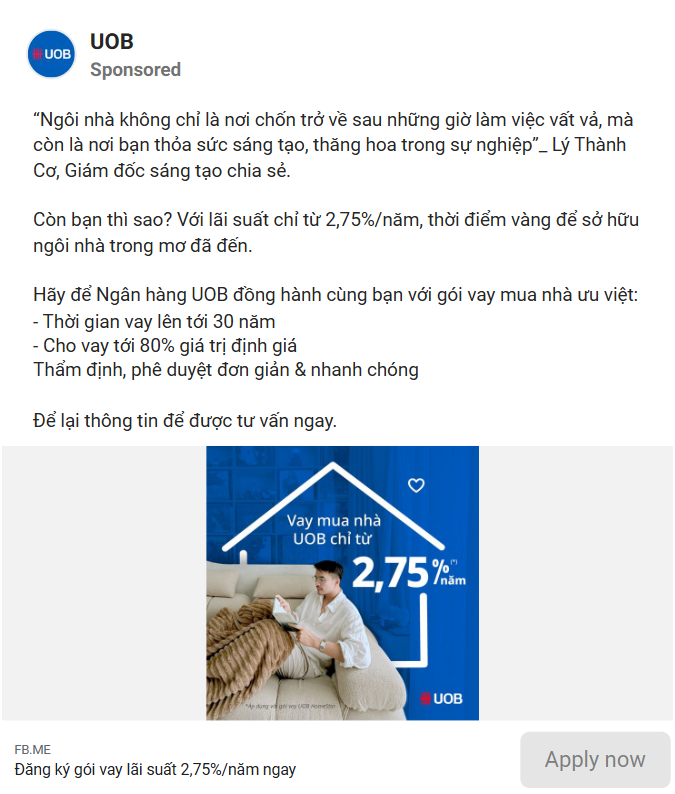 UOB
UOB
Sponsored
“Ngôi nhà không chỉ là nơi chốn trở về sau những giờ làm việc vất vả, mà
còn là nơi bạn thỏa sức sáng tạo, thăng hoa trong sự nghiệp”_ Lý Thành
Cơ, Giám đốc sáng tạo chia sẻ.
Còn bạn thì sao? Với lãi suất chỉ từ 2,75%/năm, thời điểm vàng để sở hữu
ngôi nhà trong mơ đã đến.
Hãy để Ngân hàng UOB đồng hành cùng bạn với gói vay mua nhà ưu việt:
- Thời gian vay lên tới 30 năm
- Cho vay tới 80% giá trị định giá
Thẩm định, phê duyệt đơn giản & nhanh chóng
Để lại thông tin để được tư vấn ngay.
Vay mua nhà
UOB chỉ từ
2,75%(*)/năm
*Áp dụng với gói vay UOB HomeStar
UOB
FB.ME
Đăng ký gói vay lãi suất 2,75%/năm ngay
Apply now